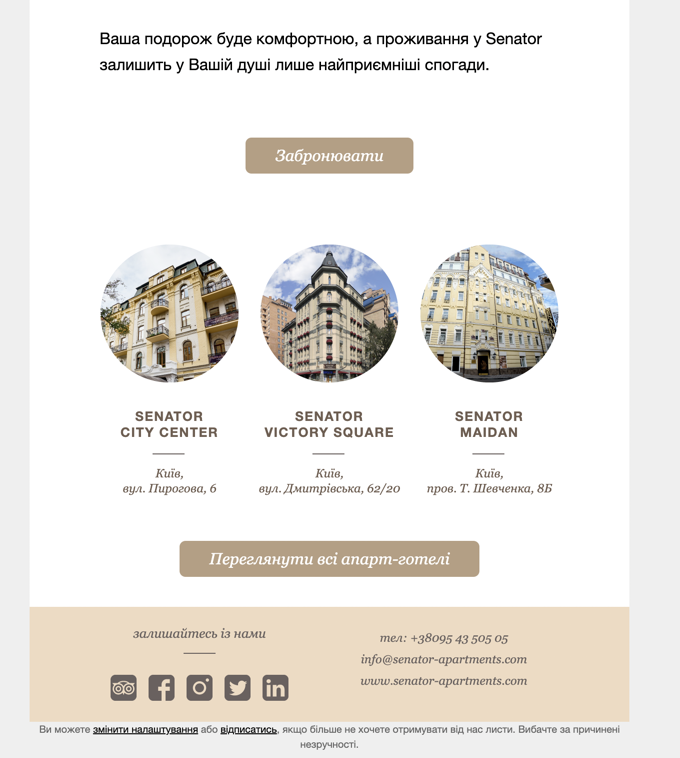 Ваша подорож буде комфортною, а проживання у Senator
залишить у Вашій душі лише найприємніші спогади.
Забронювати
SENATOR
CITY CENTER
Київ,
вул. Пирогова, 6
SENATOR
VICTORY SQUARE
Київ,
вул. Дмитрівська, 62/20
SENATOR
MAIDAN
Київ,
пров. Т. Шевченка, 8Б
Переглянути всі апарт-готелі
залишайтесь із нами
тел: +38095 43 505 05
info@senator-apartments.com
www.senator-apartments.com
Ви можете змінити налаштування або відписатись, якщо більше не хочете отримувати від нас листи. Вибачте за причинені
незручності.